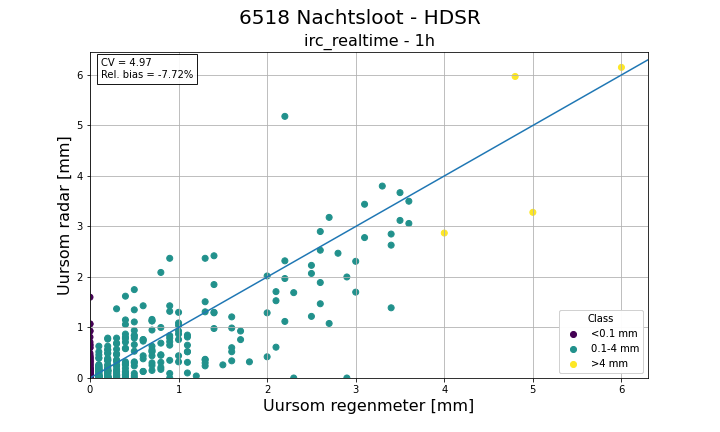 6518 Nachtsloot - HDSR
irc_realtime - 1h
CV = 4.97
Rel. bias = -7.72%
Uursom radar [mm]
6
5
4
3
2
1
0
0 1 2 3 4 5 6
Uursom regenmeter [mm]
Class
<0.1 mm
0.1-4 mm
>4 mm